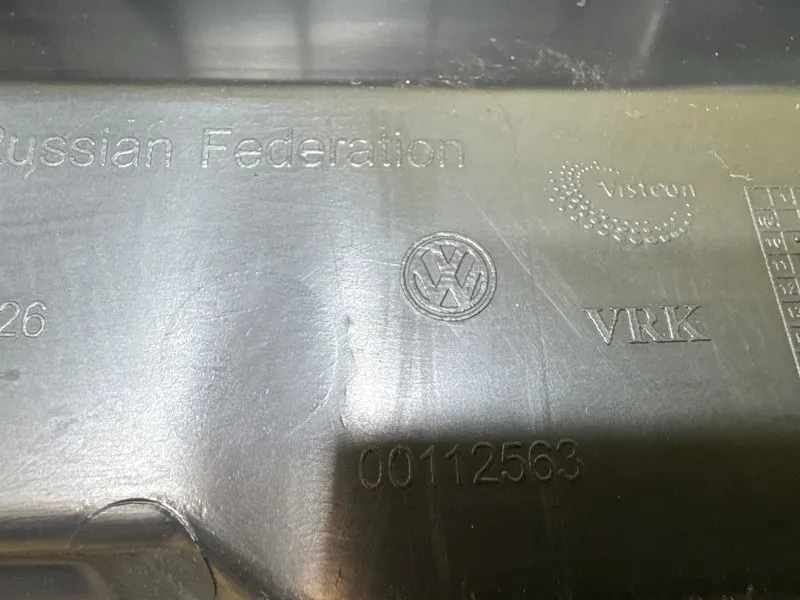 Russian Federation
Visteon
26
VRK
00112563